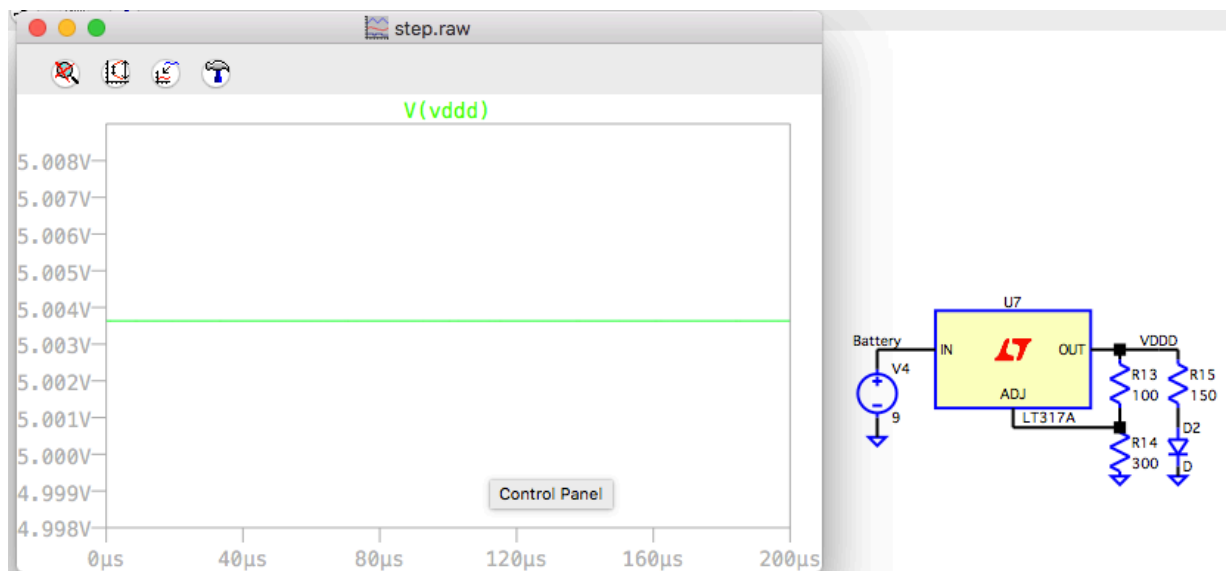 step.raw
V(vddd)
5.008V
5.007V
5.006V
5.005V
5.004V
5.003V
5.002V
5.001V
5.000V
4.999V
4.998V
0µs 40µs 80µs 120µs 160µs 200µs
Control Panel
U7
Battery
IN
OUT
VDDD
V4
R13
R15
ADJ
100
150
9
LT317A
D2
R14
300
D